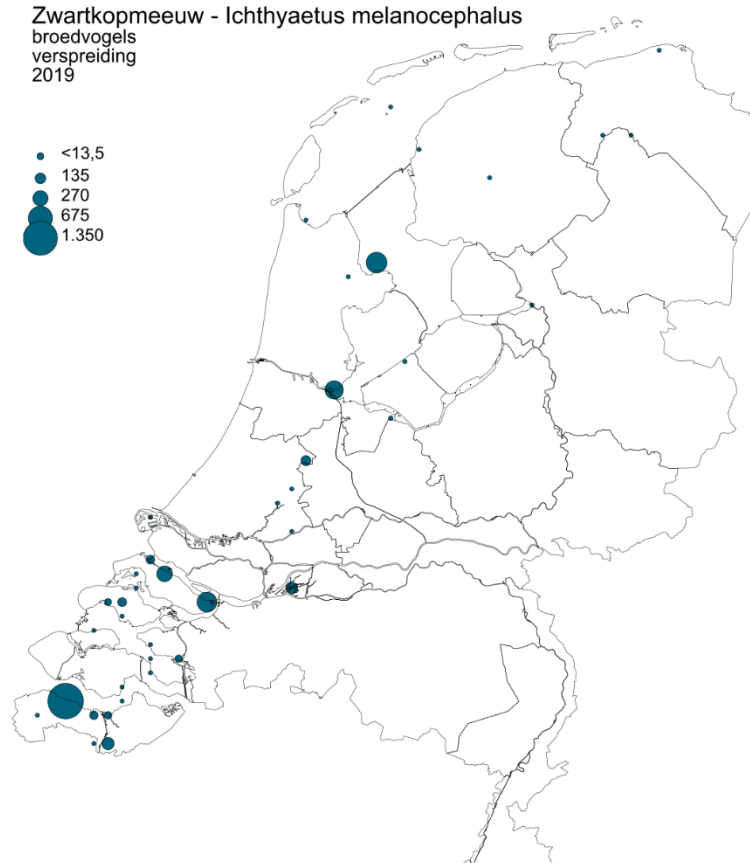 Zwartkopmeeuw - Ichthyaetus melanocephalus
broedvogels
verspreiding
2019
<13,5
135
270
675
1.350